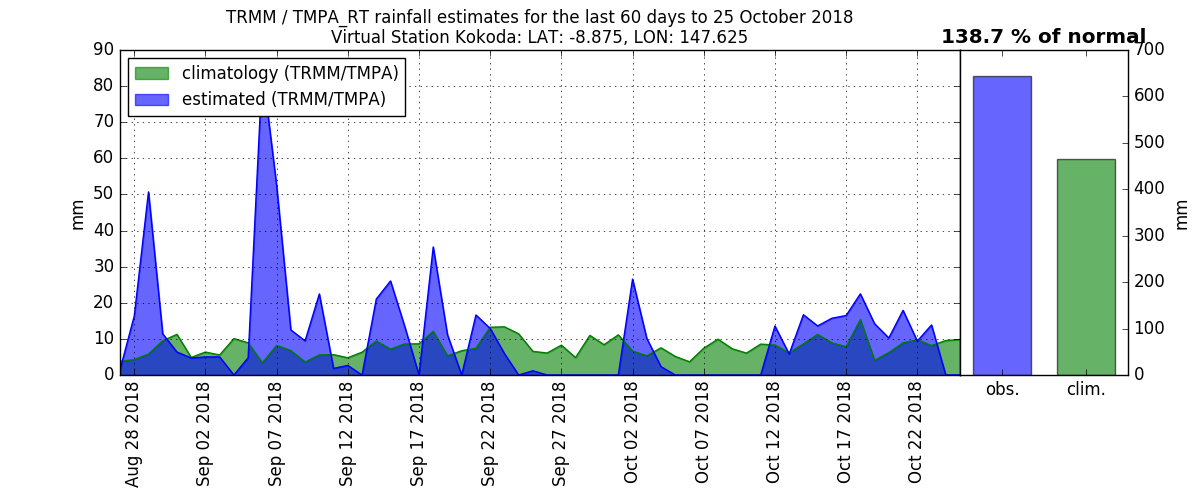 TRMM / TMPA_RT rainfall estimates for the last 60 days to 25 October 2018
Virtual Station Kokoda: LAT: -8.875, LON: 147.625
138.7 % of normal
climatology (TRMM/TMPA)
estimated (TRMM/TMPA)
mm
90
80
70
60
50
40
30
20
10
0
Aug 28 2018
Sep 02 2018
Sep 07 2018
Sep 12 2018
Sep 17 2018
Sep 22 2018
Sep 27 2018
Oct 02 2018
Oct 07 2018
Oct 12 2018
Oct 17 2018
Oct 22 2018
obs.
clim.
700
600
500
400
300
200
100
0
mm